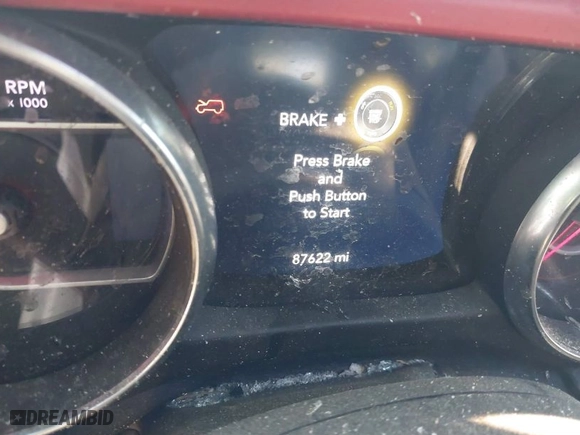 RPM
x 1000
BRAKE +
Press Brake
and
Push Button
to Start
87622 mi
DREAMBID